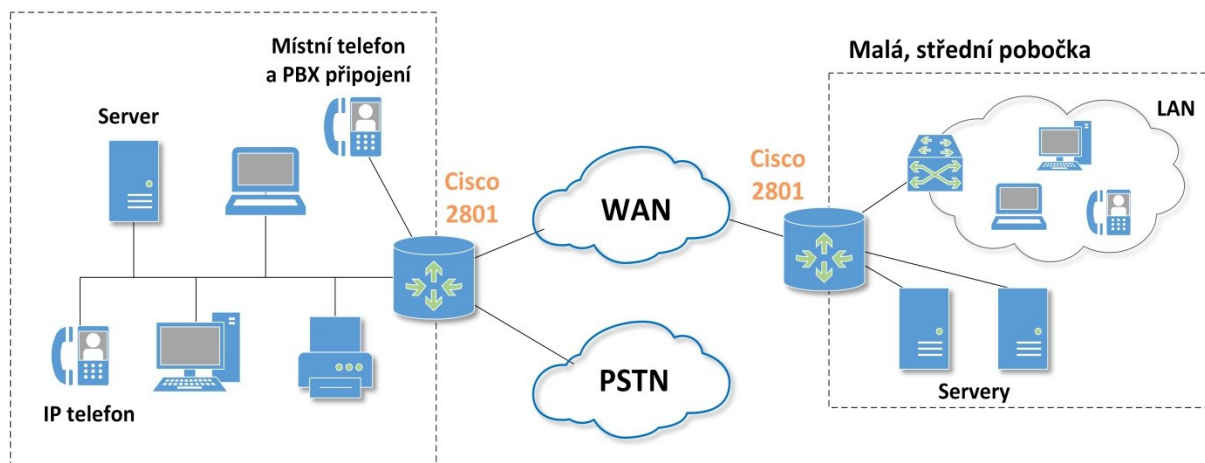 Místní telefon
a PBX připojení
Server
IP telefon
Cisco
2801
WAN
PSTN
Cisco
2801
Malá, střední pobočka
LAN
Servery